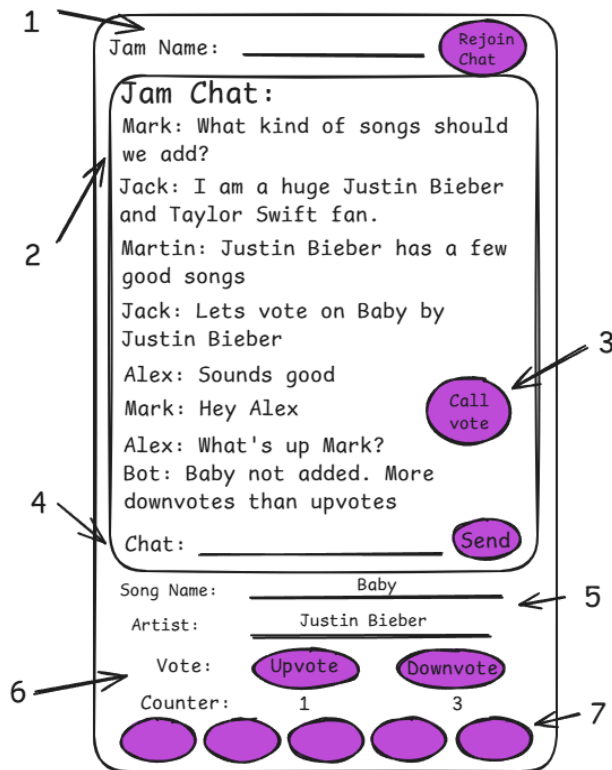 1
Jam Name:
Rejoin
Chat
Jam Chat:
Mark: What kind of songs should
we add?
2
Jack: I am a huge Justin Bieber
and Taylor Swift fan.
Martin: Justin Bieber has a few
good songs
Jack: Lets vote on Baby by
Justin Bieber
3
Alex: Sounds good
Mark: Hey Alex
Call
vote
Alex: What's up Mark?
Bot: Baby not added. More
downvotes than upvotes
4
Chat:
Send
Song Name: Baby
5
Artist: Justin Bieber
6
Vote: Upvote Downvote
Counter: 1 3
7